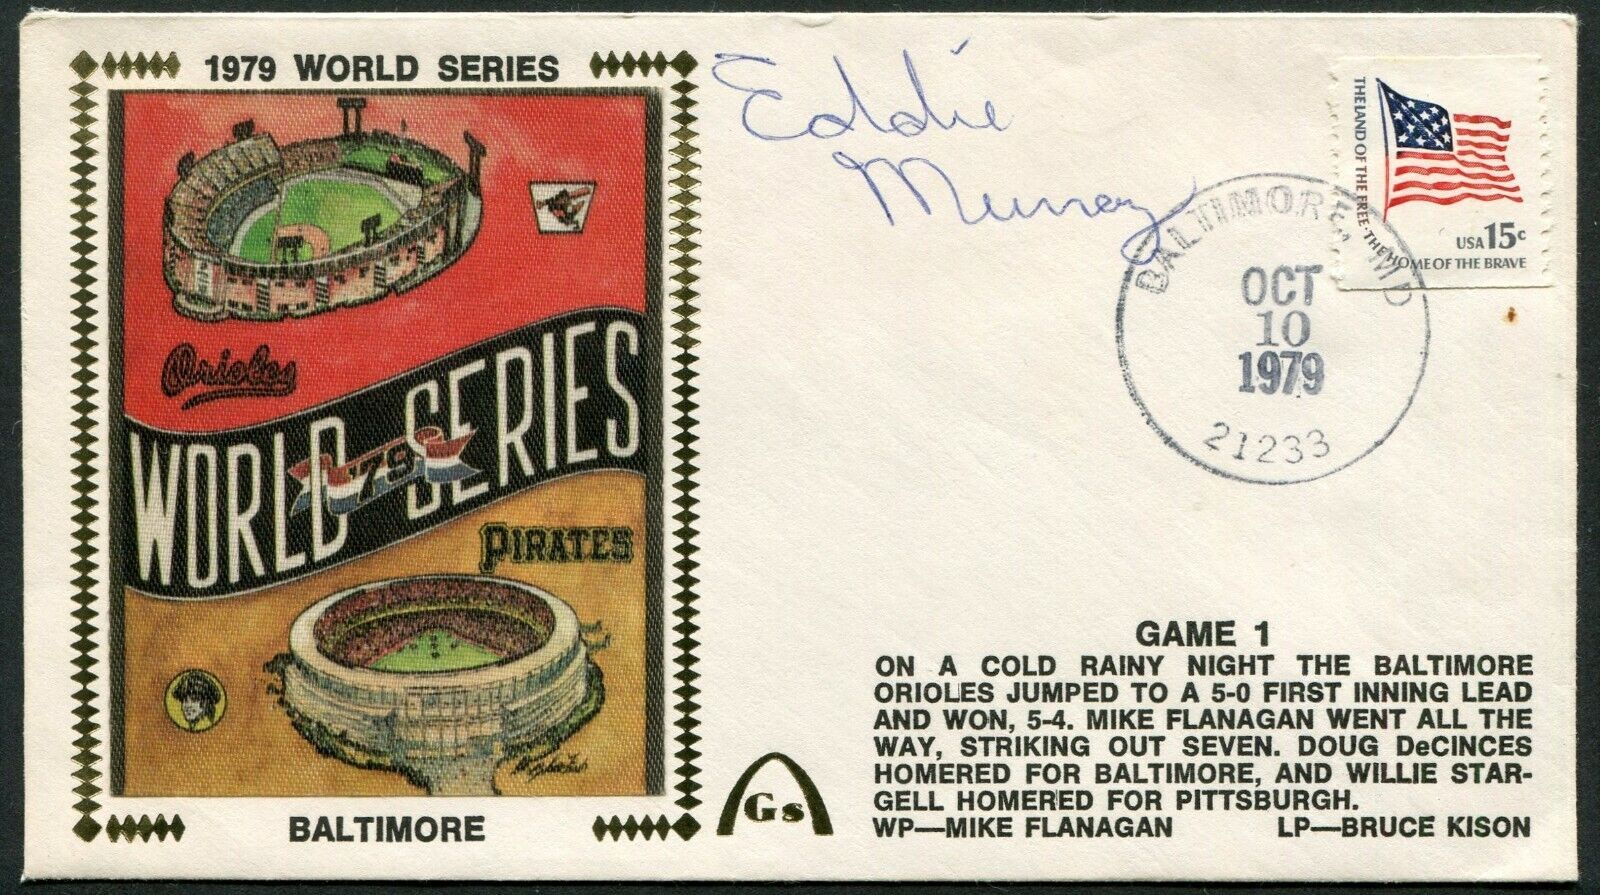 1979 WORLD SERIES
Orioles
WORLD SERIES
'79
PIRATES
BALTIMORE
Eddie
Murray
THE LAND OF THE FREE · THE HOME OF THE BRAVE
USA 15c
BALTIMORE, MD
OCT
10
1979
21233
GAME 1
ON A COLD RAINY NIGHT THE BALTIMORE
ORIOLES JUMPED TO A 5-0 FIRST INNING LEAD
AND WON, 5-4. MIKE FLANAGAN WENT ALL THE
WAY, STRIKING OUT SEVEN. DOUG DeCINCES
HOMERED FOR BALTIMORE, AND WILLIE STAR-
GELL HOMERED FOR PITTSBURGH.
WP—MIKE FLANAGAN LP—BRUCE KISON
Gs